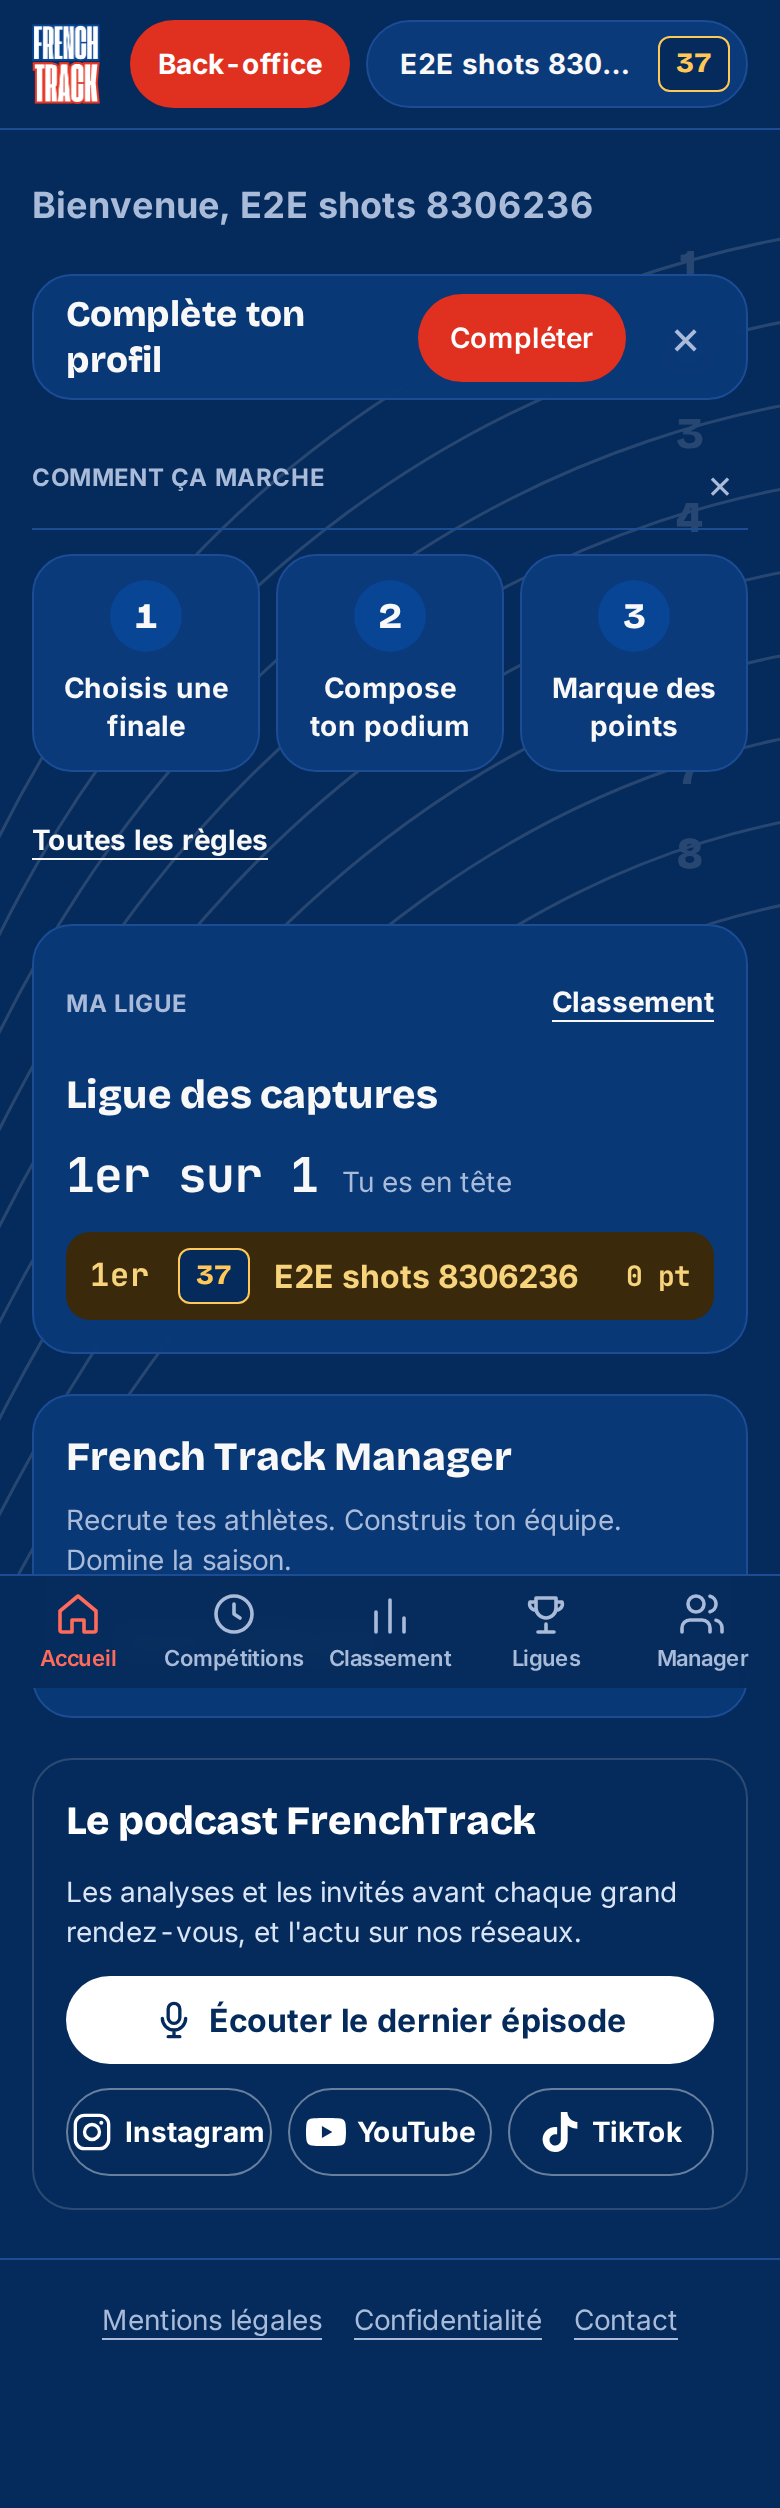 FRENCH
TRACK
Back-office
E2E shots 830...
37
Bienvenue, E2E shots 8306236
1
Complète ton
profil
Compléter
3
COMMENT ÇA MARCHE
4
1
2
3
Choisis une
finale
Compose
ton podium
Marque des
points
7
Toutes les règles
8
MA LIGUE
Classement
Ligue des captures
1er sur 1 Tu es en tête
1er 37 E2E shots 8306236 0 pt
French Track Manager
Recrute tes athlètes. Construis ton équipe.
Domine la saison.
Accueil
Compétitions
Classement
Ligues
Manager
Le podcast FrenchTrack
Les analyses et les invités avant chaque grand
rendez-vous, et l'actu sur nos réseaux.
Écouter le dernier épisode
Instagram
YouTube
TikTok
Mentions légales
Confidentialité
Contact